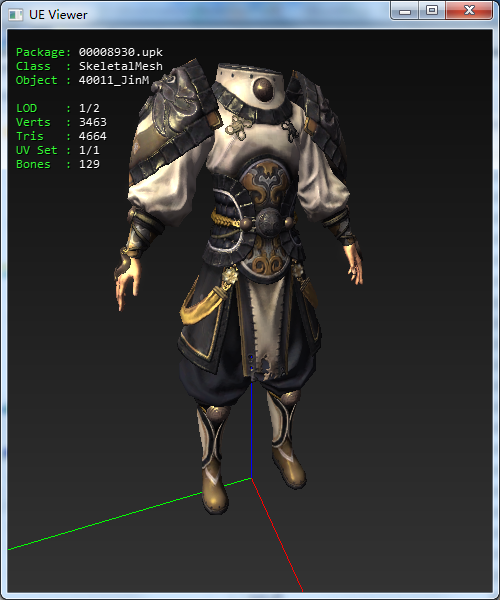 UE Viewer
Package: 00008930.upk
Class : SkeletalMesh
Object : 40011_JinM
LOD : 1/2
Verts : 3463
Tris : 4664
UV Set : 1/1
Bones : 129